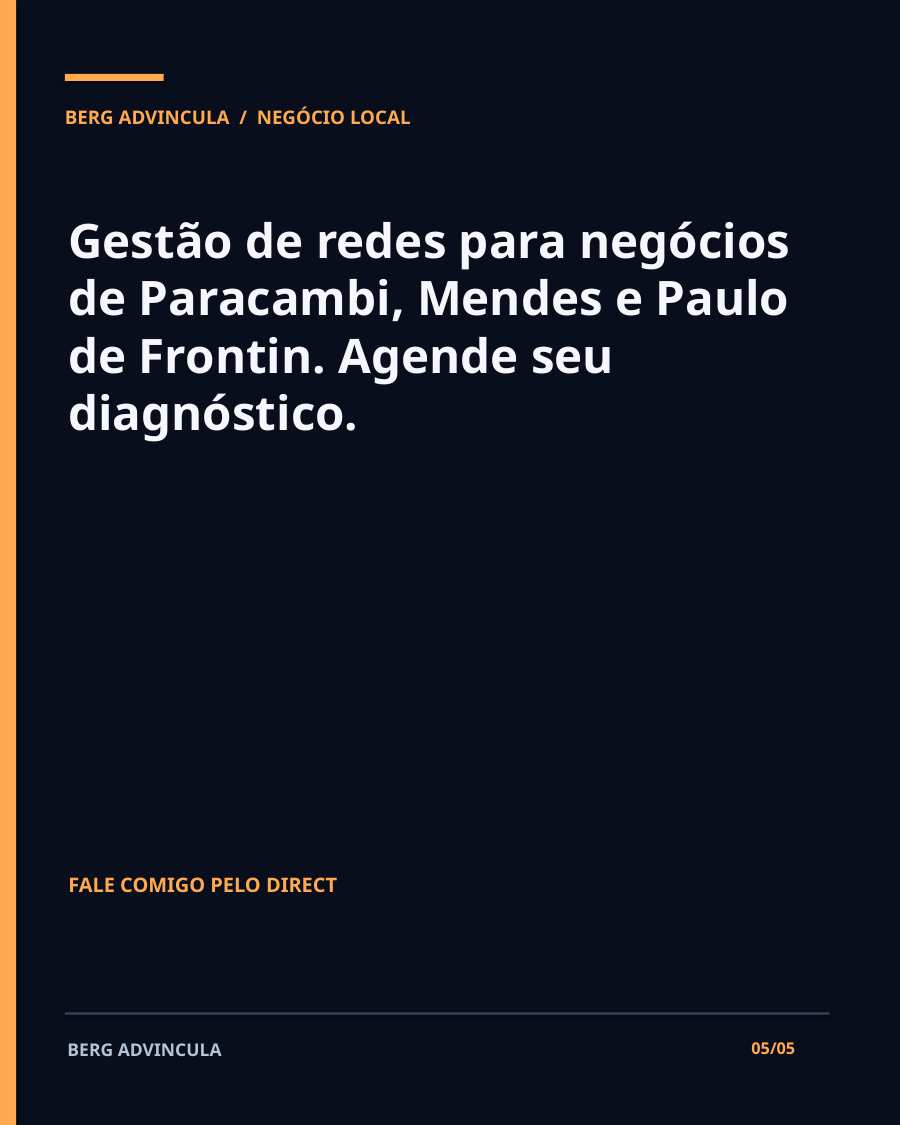 BERG ADVINCULA / NEGÓCIO LOCAL
Gestão de redes para negócios
de Paracambi, Mendes e Paulo
de Frontin. Agende seu
diagnóstico.
FALE COMIGO PELO DIRECT
BERG ADVINCULA
05/05